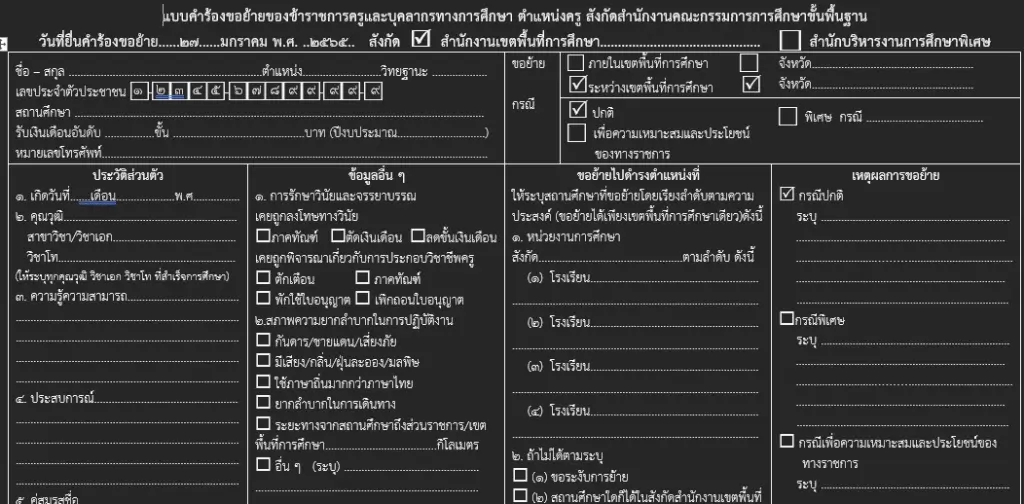 แบบคำร้องขอย้ายของข้าราชการครูและบุคลากรทางการศึกษา ตำแหน่งครู สังกัดสำนักงานคณะกรรมการการศึกษาขั้นพื้นฐาน
วันที่ยื่นคำร้องขอย้าย.....๒๗......มกราคม พ.ศ. ..๒๕๖๕.. สังกัด ☑ สำนักงานเขตพื้นที่การศึกษา........................................ ☐ สำนักบริหารงานการศึกษาพิเศษ
ชื่อ – สกุล ........................................ตำแหน่ง....................วิทยฐานะ ..............
เลขประจำตัวประชาชน ๑-๒๓๔๕-๖๗๘๙๙-๙๙-๙
สถานศึกษา ........................................
รับเงินเดือนอันดับ ..............ขั้น ..............................บาท (ปีงบประมาณ....................)
หมายเลขโทรศัพท์........................................
ขอย้าย ☐ ภายในเขตพื้นที่การศึกษา ☐ จังหวัด..............................
☑ระหว่างเขตพื้นที่การศึกษา ☑ จังหวัด..............................
กรณี ☑ ปกติ ☐ พิเศษ กรณี ..............................
☐ เพื่อความเหมาะสมและประโยชน์
ของทางราชการ
ประวัติส่วนตัว
๑. เกิดวันที่......เดือน..............พ.ศ..........
๒. คุณวุฒิ..............................
สาขาวิชา/วิชาเอก..............................
วิชาโท..............................
(ให้ระบุทุกคุณวุฒิ วิชาเอก วิชาโท ที่สำเร็จการศึกษา)
๓. ความรู้ความสามารถ..............................
๔. ประสบการณ์..............................
๕. คู่สมรสชื่อ
ข้อมูลอื่น ๆ
๑. การรักษาวินัยและจรรยาบรรณ
เคยถูกลงโทษทางวินัย
☐ภาคทัณฑ์ ☐ตัดเงินเดือน ☐ลดขั้นเงินเดือน
เคยถูกพิจารณาเกี่ยวกับการประกอบวิชาชีพครู
☐ ตักเตือน ☐ ภาคทัณฑ์
☐ พักใช้ใบอนุญาต ☐ เพิกถอนใบอนุญาต
๒.สภาพความยากลำบากในการปฏิบัติงาน
☐ กันดาร/ชายแดน/เสี่ยงภัย
☐ มีเสียง/กลิ่น/ฝุ่นละออง/มลพิษ
☐ ใช้ภาษาถิ่นมากกว่าภาษาไทย
☐ ยากลำบากในการเดินทาง
☐ ระยะทางจากสถานศึกษาถึงส่วนราชการ/เขต
พื้นที่การศึกษา..............................กิโลเมตร
☐ อื่น ๆ (ระบุ) ..............................
ขอย้ายไปดำรงตำแหน่งที่
ให้ระบุสถานศึกษาที่ขอย้ายโดยเรียงลำดับตามความ
ประสงค์ (ขอย้ายได้เพียงเขตพื้นที่การศึกษาเดียว)ดังนี้
๑. หน่วยงานการศึกษา
สังกัด..............................ตามลำดับ ดังนี้
(๑) โรงเรียน..............................
(๒) โรงเรียน..............................
(๓) โรงเรียน..............................
(๔) โรงเรียน..............................
๒. ถ้าไม่ได้ตามระบุ
☐ (๑) ขอระงับการย้าย
☐ (๒) สถานศึกษาใดก็ได้ในสังกัดสำนักงานเขตพื้นที่
เหตุผลการขอย้าย
☑ กรณีปกติ
ระบุ ..............................
☐กรณีพิเศษ
ระบุ ..............................
☐ กรณีเพื่อความเหมาะสมและประโยชน์ของ
ทางราชการ
ระบุ ..............................